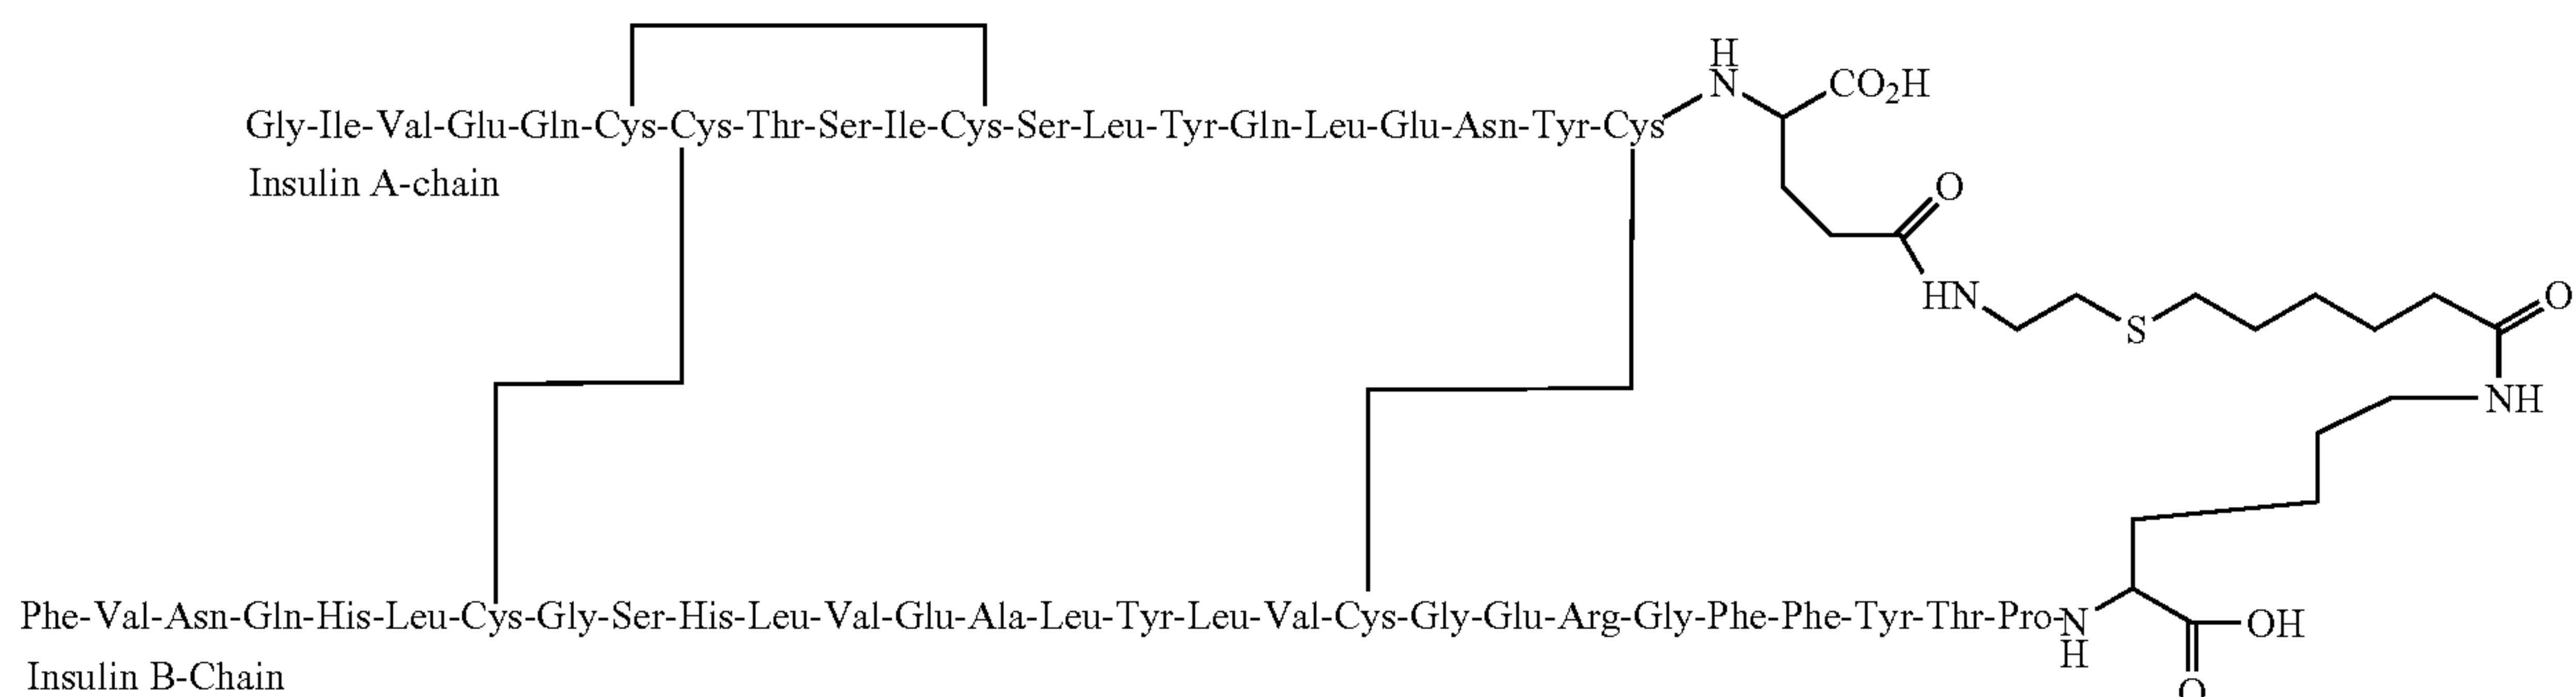 H
N
CO₂H
Gly-Ile-Val-Glu-Gln-Cys-Cys-Thr-Ser-Ile-Cys-Ser-Leu-Tyr-Gln-Leu-Glu-Asn-Tyr-Cys
Insulin A-chain
O
HN
S
O
NH
Phe-Val-Asn-Gln-His-Leu-Cys-Gly-Ser-His-Leu-Val-Glu-Ala-Leu-Tyr-Leu-Val-Cys-Gly-Glu-Arg-Gly-Phe-Phe-Tyr-Thr-Pro-N
H
OH
Insulin B-Chain
O